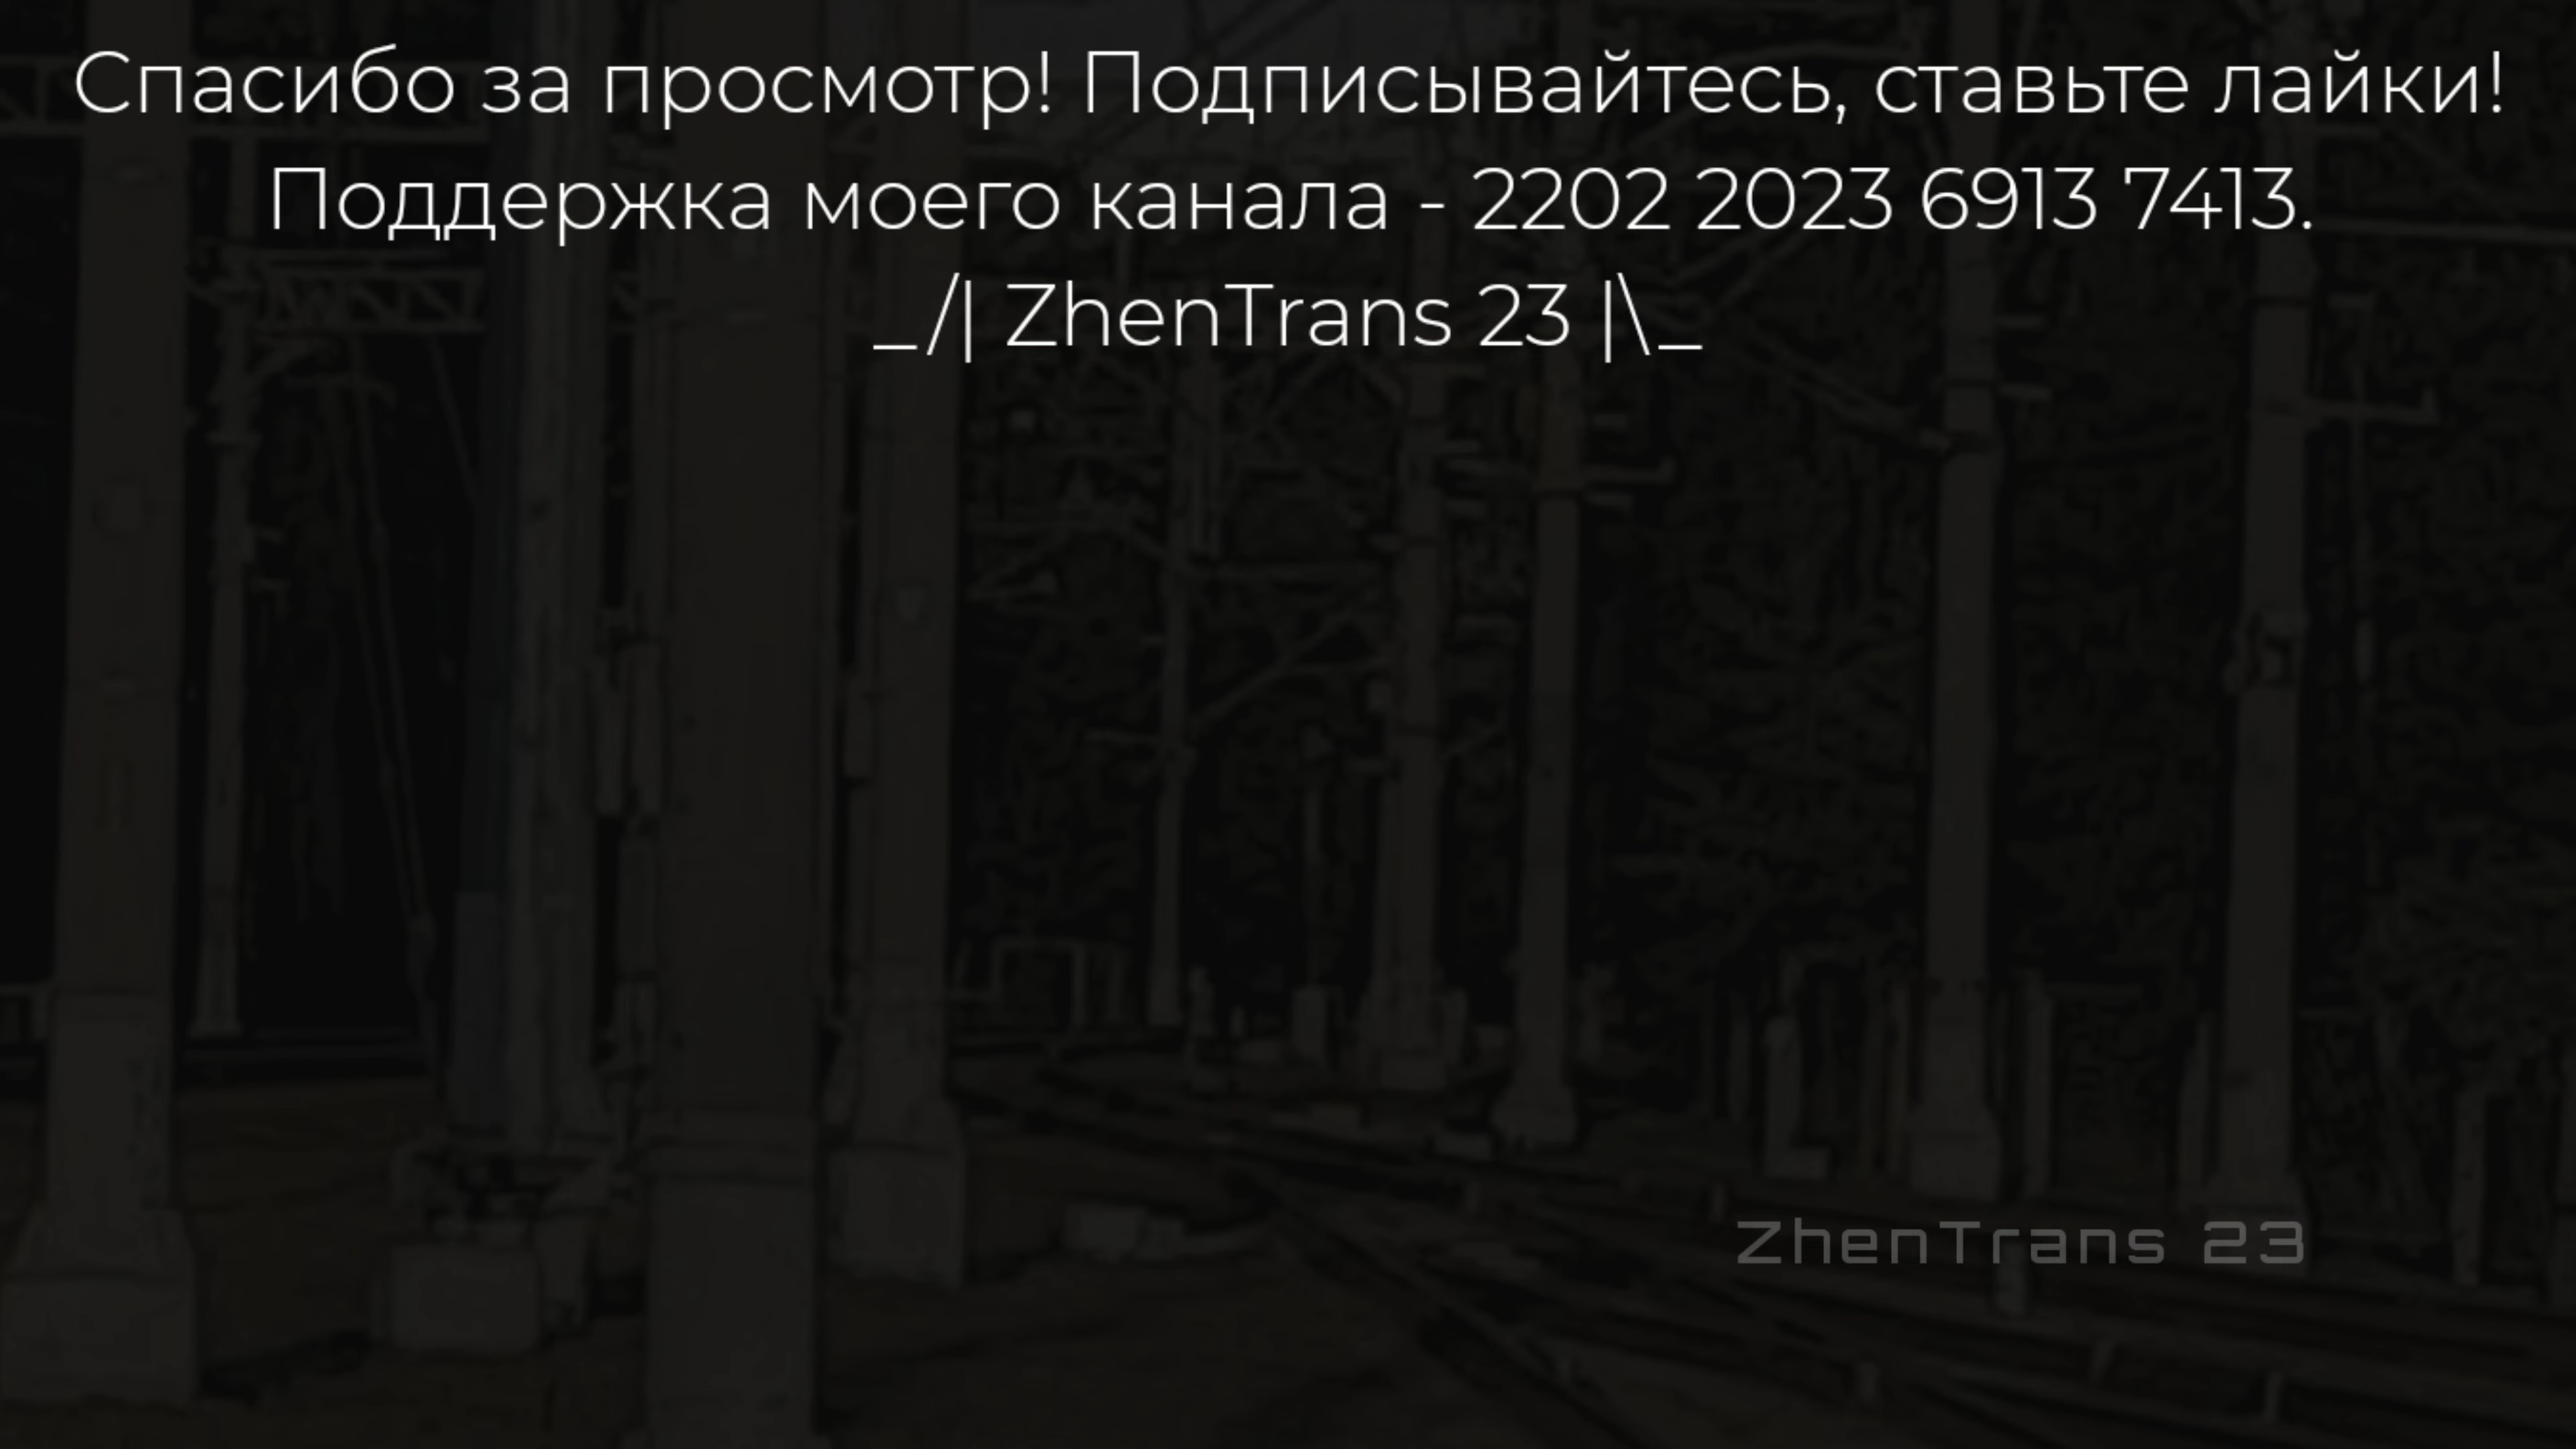 Спасибо за просмотр! Подписывайтесь, ставьте лайки!
Поддержка моего канала - 2202 2023 6913 7413.
_/| ZhenTrans 23 |\_
ZhenTrans 23